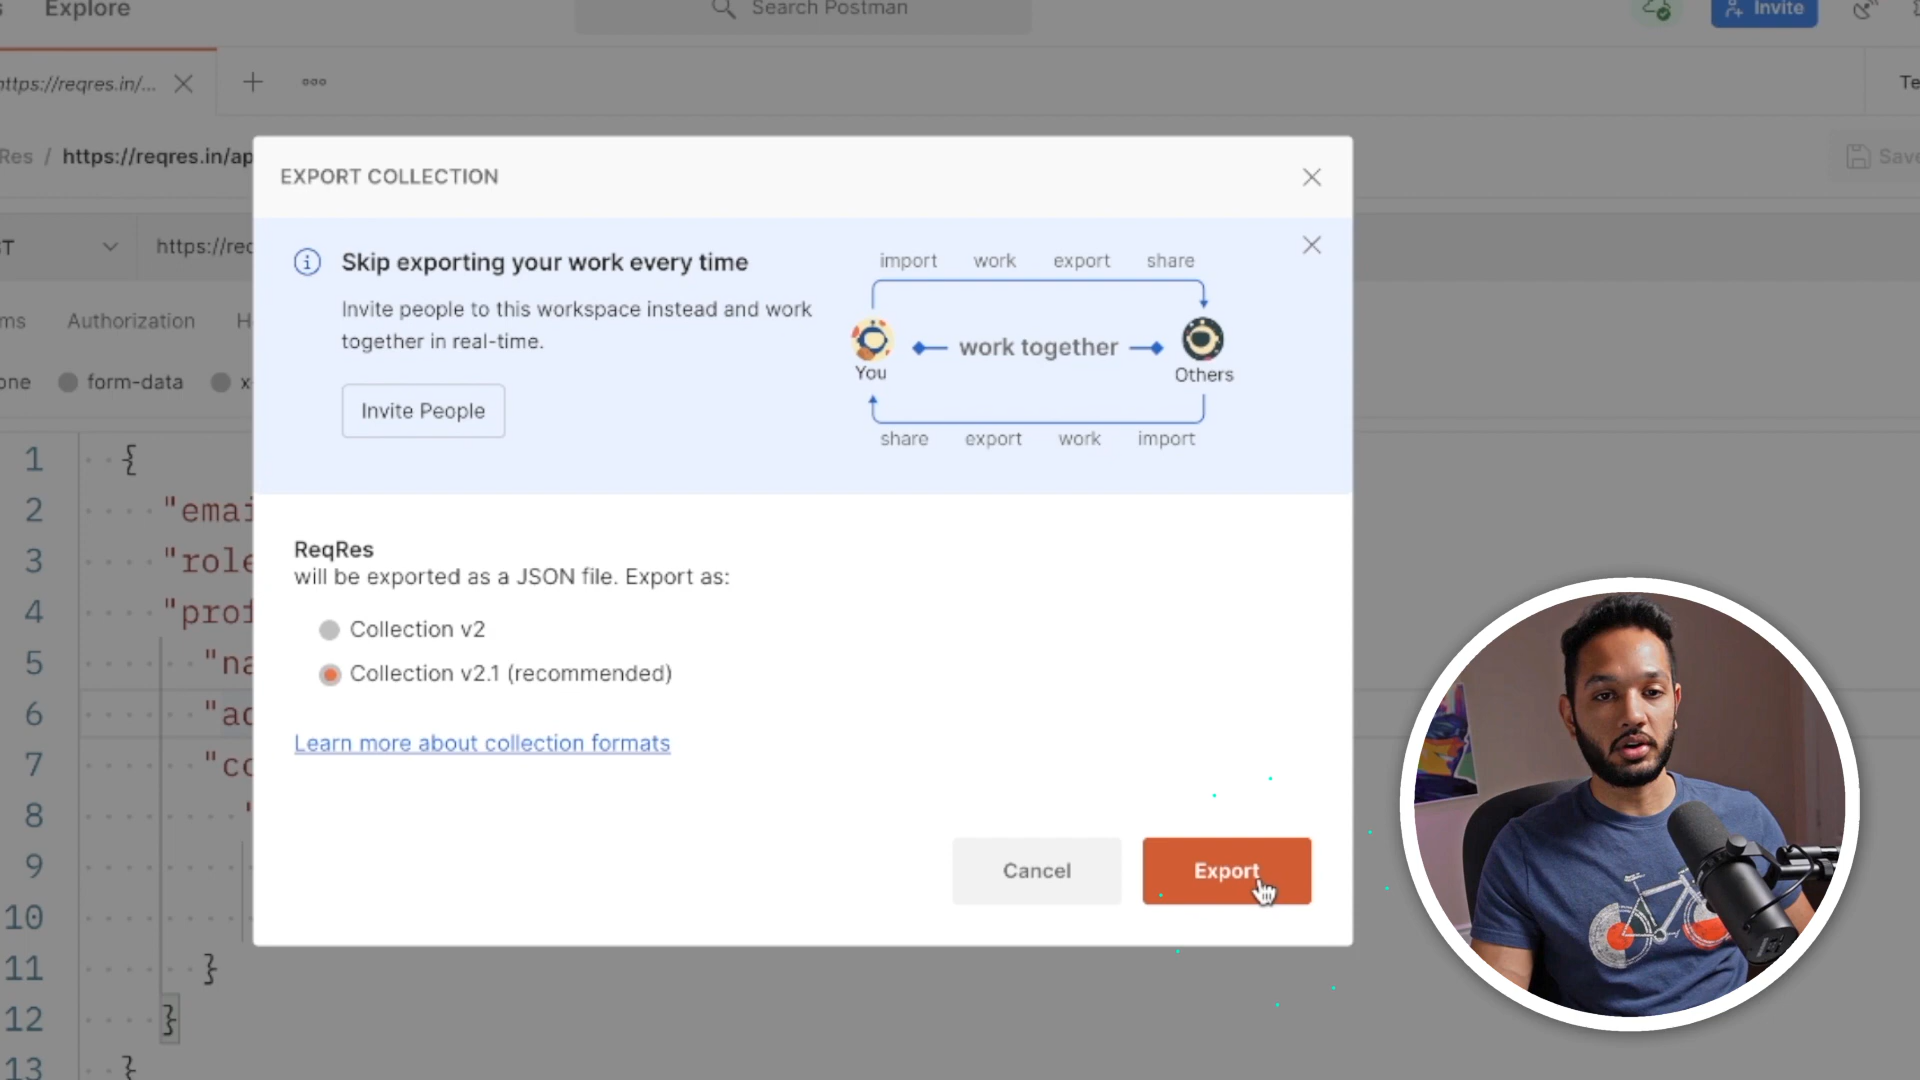 Explore
Search Postman
Invite
https://reqres.in/...
Res / https://reqres.in/ap
Save
https://rec
Authorization
form-data
x
EXPORT COLLECTION
Skip exporting your work every time
Invite people to this workspace instead and work
together in real-time.
Invite People
import work export share
work together
You
Others
share export work import
ReqRes
will be exported as a JSON file. Export as:
Collection v2
Collection v2.1 (recommended)
Learn more about collection formats
Cancel
Export
1 {
2 "emai
3 "role
4 "prof
5 "na
6 "ad
7 "co
8 "
9
10
11 }
12 }
13 }